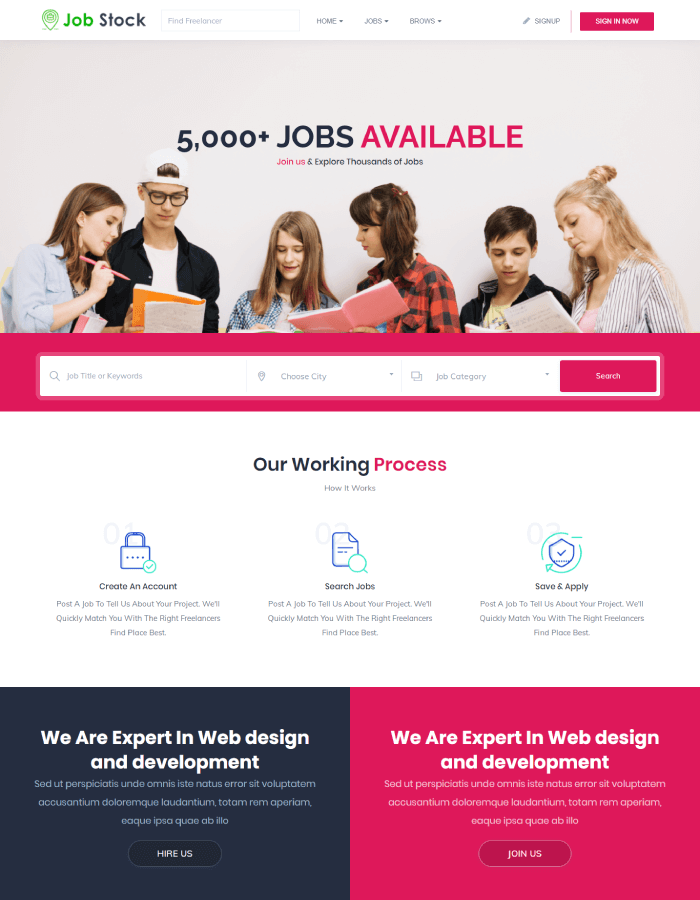 Job Stock
Find Freelancer
HOME
JOBS
BROWS
SIGNUP
SIGN IN NOW
5,000+ JOBS AVAILABLE
Join us & Explore Thousands of Jobs
Job Title or Keywords
Choose City
Job Category
Search
Our Working Process
How It Works
01
02
03
Create An Account
Post A Job To Tell Us About Your Project. We'll
Quickly Match You With The Right Freelancers
Find Place Best.
Search Jobs
Post A Job To Tell Us About Your Project. We'll
Quickly Match You With The Right Freelancers
Find Place Best.
Save & Apply
Post A Job To Tell Us About Your Project. We'll
Quickly Match You With The Right Freelancers
Find Place Best.
We Are Expert In Web design
and development
Sed ut perspiciatis unde omnis iste natus error sit voluptatem
accusantium doloremque laudantium, totam rem aperiam,
eaque ipsa quae ab illo
HIRE US
We Are Expert In Web design
and development
Sed ut perspiciatis unde omnis iste natus error sit voluptatem
accusantium doloremque laudantium, totam rem aperiam,
eaque ipsa quae ab illo
JOIN US